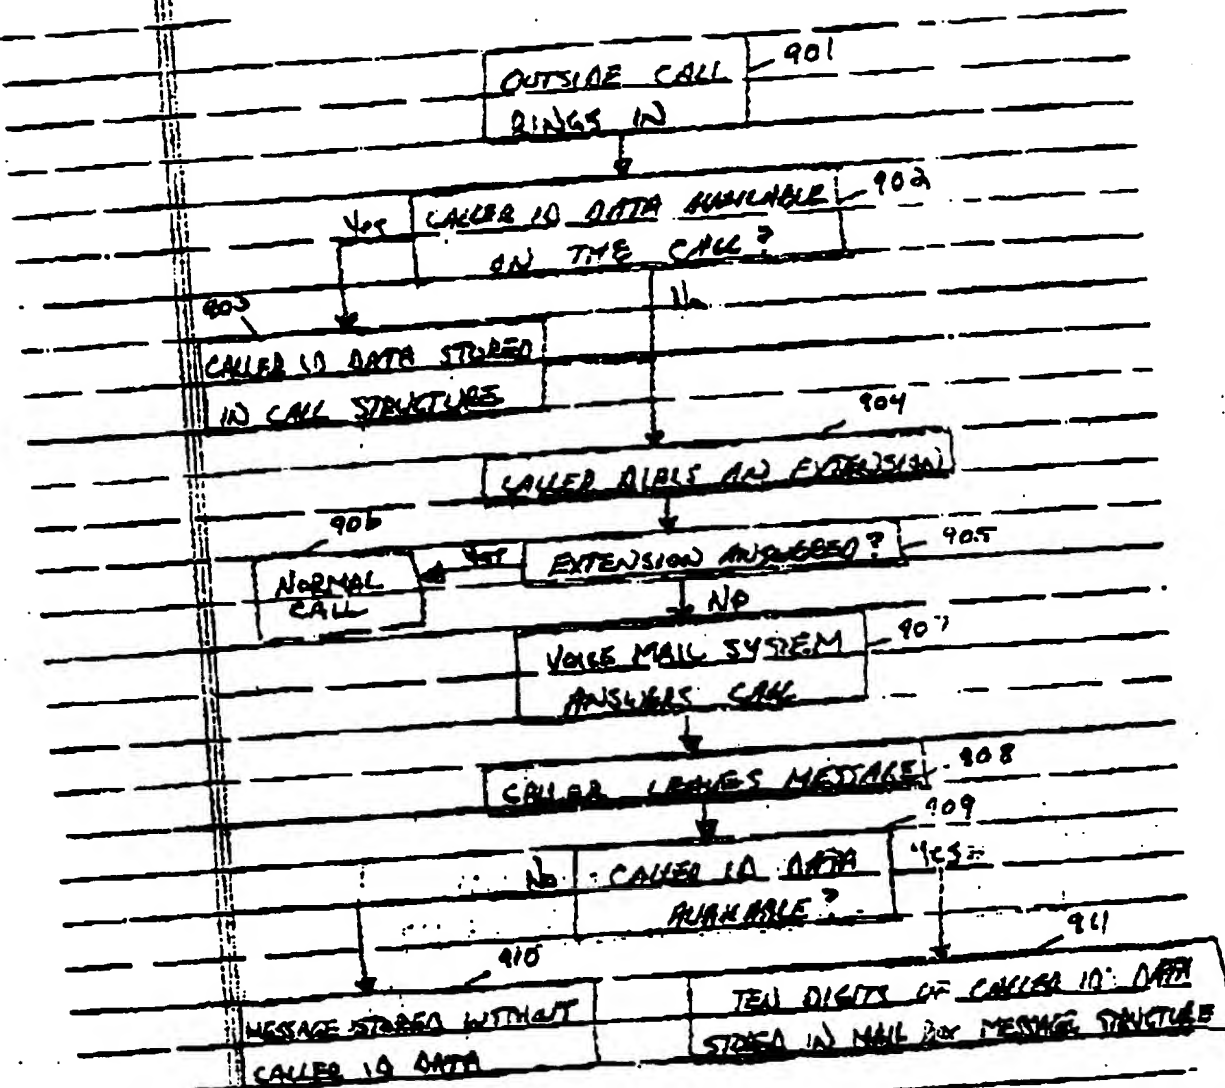 901
OUTSIDE CALL
RINGS IN
902
CALLER ID DATA AVAILABLE
ON THE CALL?
Yes
No
903
CALLER ID DATA STORED
IN CALL STRUCTURE
904
CALLER DIALS AN EXTENSION
905
EXTENSION ANSWERED?
Yes
906
NORMAL
CALL
No
907
VOICE MAIL SYSTEM
ANSWERS CALL
908
CALLER LEAVES MESSAGE
909
CALLER ID DATA
AVAILABLE?
No
Yes
910
MESSAGE STORED WITHOUT
CALLER ID DATA
911
TEN DIGITS OF CALLER ID DATA
STORED IN MAIL BOX MESSAGE STRUCTURE